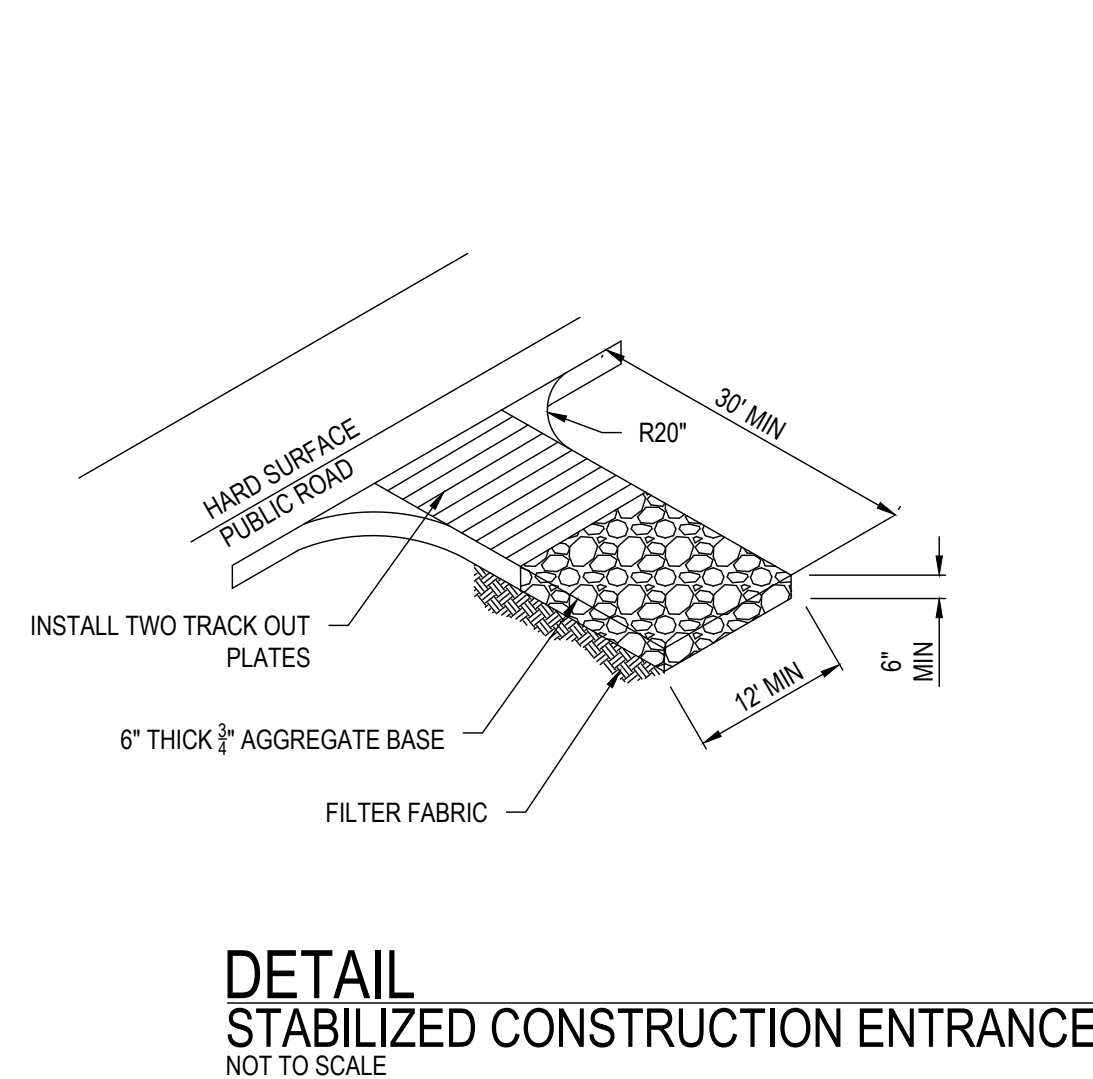 30' MIN
R20"
HARD SURFACE
PUBLIC ROAD
INSTALL TWO TRACK OUT
PLATES
6"
MIN
12' MIN
6" THICK 3/4" AGGREGATE BASE
FILTER FABRIC
DETAIL
STABILIZED CONSTRUCTION ENTRANCE
NOT TO SCALE